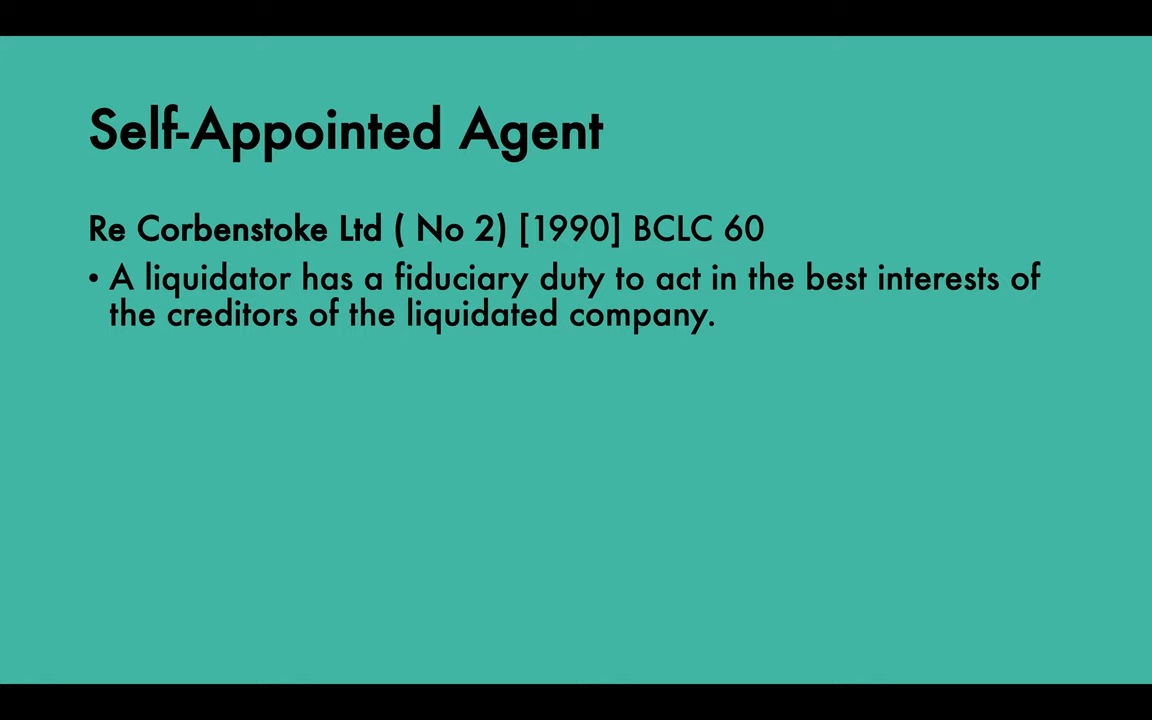 Self-Appointed Agent
Re Corbenstoke Ltd ( No 2) [1990] BCLC 60
• A liquidator has a fiduciary duty to act in the best interests of
the creditors of the liquidated company.